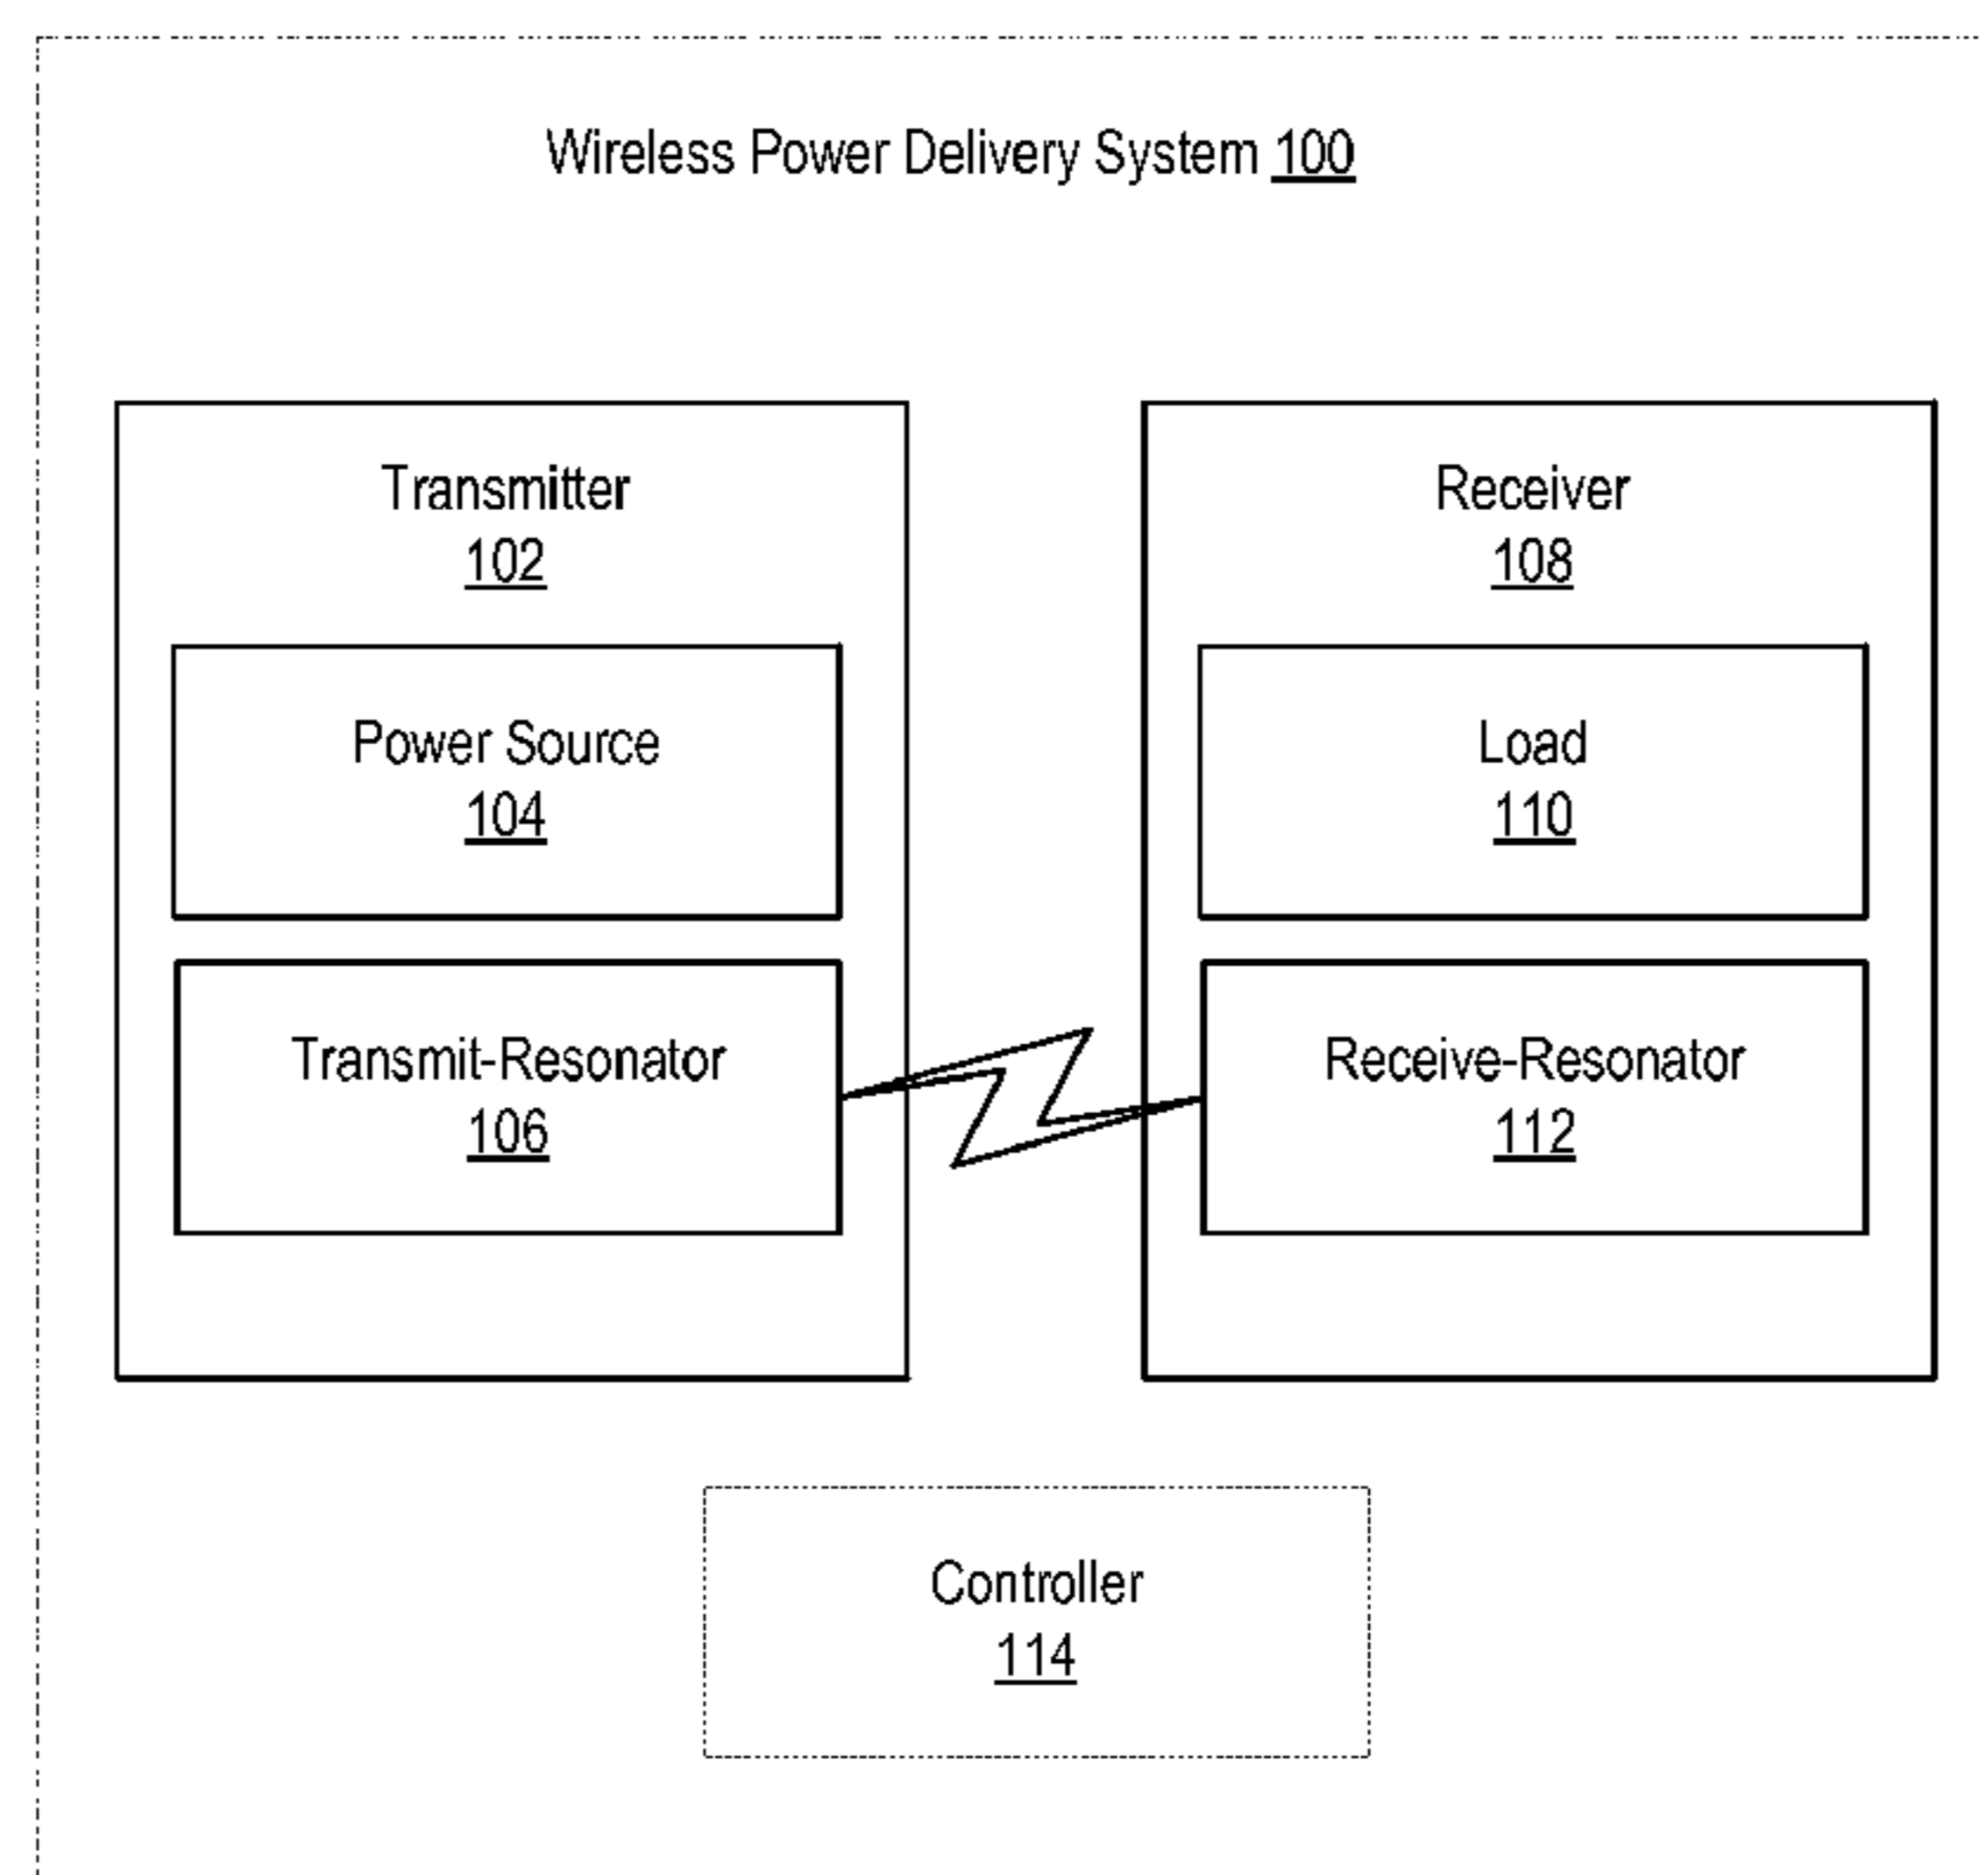 Wireless Power Delivery System 100
Transmitter
102
Power Source
104
Transmit-Resonator
106
Receiver
108
Load
110
Receive-Resonator
112
Controller
114